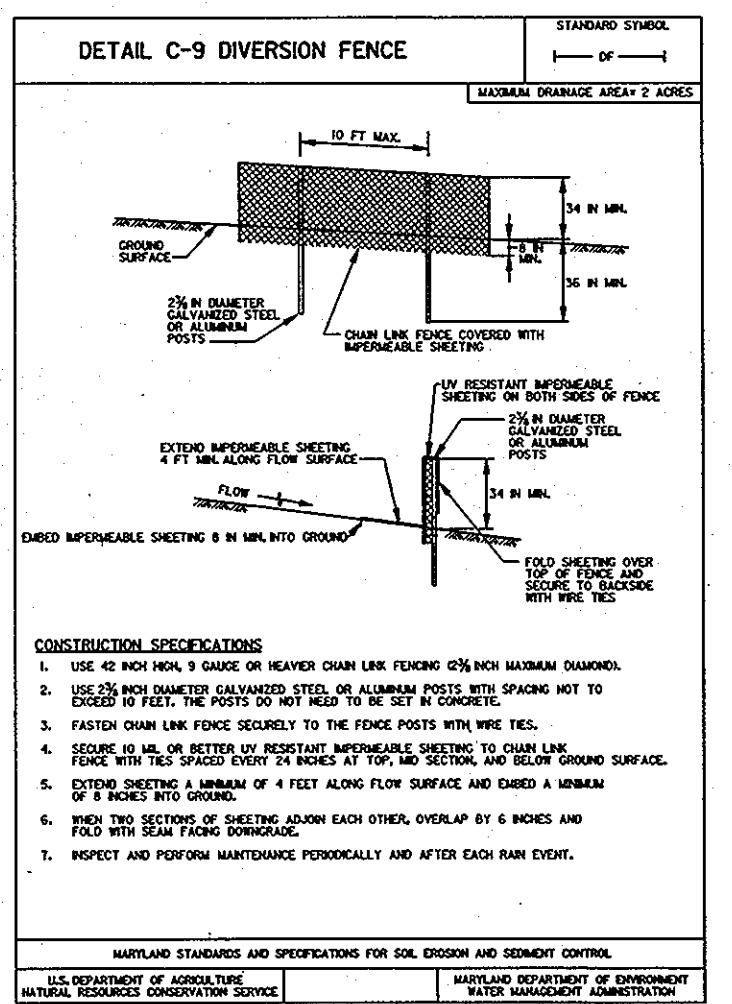 DETAIL C-9 DIVERSION FENCE
STANDARD SYMBOL
DF
MAXIMUM DRAINAGE AREA= 2 ACRES
10 FT MAX.
34 IN MIN.
GROUND
SURFACE
8 IN
MIN.
36 IN MIN.
2⅜ IN DIAMETER
GALVANIZED STEEL
OR ALUMINUM
POSTS
CHAIN LINK FENCE COVERED WITH
IMPERMEABLE SHEETING
UV RESISTANT IMPERMEABLE
SHEETING ON BOTH SIDES OF FENCE
2⅜ IN DIAMETER
GALVANIZED STEEL
OR ALUMINUM
POSTS
EXTEND IMPERMEABLE SHEETING
4 FT MIN. ALONG FLOW SURFACE
FLOW
34 IN MIN.
EMBED IMPERMEABLE SHEETING 8 IN MIN. INTO GROUND
FOLD SHEETING OVER
TOP OF FENCE AND
SECURE TO BACKSIDE
WITH WIRE TIES
CONSTRUCTION SPECIFICATIONS
1. USE 42 INCH HIGH, 9 GAUGE OR HEAVIER CHAIN LINK FENCING (2⅜ INCH MAXIMUM DIAMOND).
2. USE 2⅜ INCH DIAMETER GALVANIZED STEEL OR ALUMINUM POSTS WITH SPACING NOT TO
EXCEED 10 FEET. THE POSTS DO NOT NEED TO BE SET IN CONCRETE.
3. FASTEN CHAIN LINK FENCE SECURELY TO THE FENCE POSTS WITH WIRE TIES.
4. SECURE 10 MIL OR BETTER UV RESISTANT IMPERMEABLE SHEETING TO CHAIN LINK
FENCE WITH TIES SPACED EVERY 24 INCHES AT TOP, MID SECTION, AND BELOW GROUND SURFACE.
5. EXTEND SHEETING A MINIMUM OF 4 FEET ALONG FLOW SURFACE AND EMBED A MINIMUM
OF 8 INCHES INTO GROUND.
6. WHEN TWO SECTIONS OF SHEETING ADJOIN EACH OTHER, OVERLAP BY 6 INCHES AND
FOLD WITH SEAM FACING DOWNGRADE.
7. INSPECT AND PERFORM MAINTENANCE PERIODICALLY AND AFTER EACH RAIN EVENT.
MARYLAND STANDARDS AND SPECIFICATIONS FOR SOIL EROSION AND SEDIMENT CONTROL
U.S. DEPARTMENT OF AGRICULTURE
NATURAL RESOURCES CONSERVATION SERVICE
MARYLAND DEPARTMENT OF ENVIRONMENT
WATER MANAGEMENT ADMINISTRATION